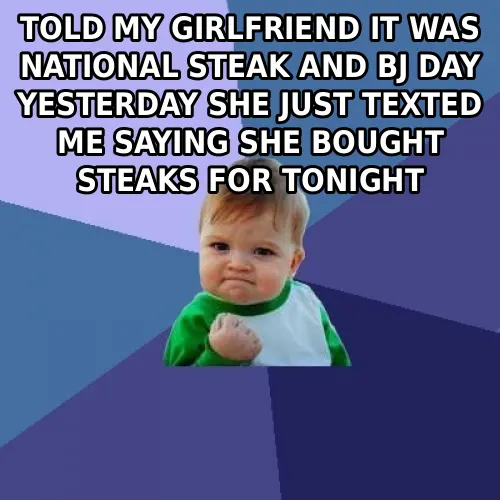 TOLD MY GIRLFRIEND IT WAS
NATIONAL STEAK AND BJ DAY
YESTERDAY SHE JUST TEXTED
ME SAYING SHE BOUGHT
STEAKS FOR TONIGHT